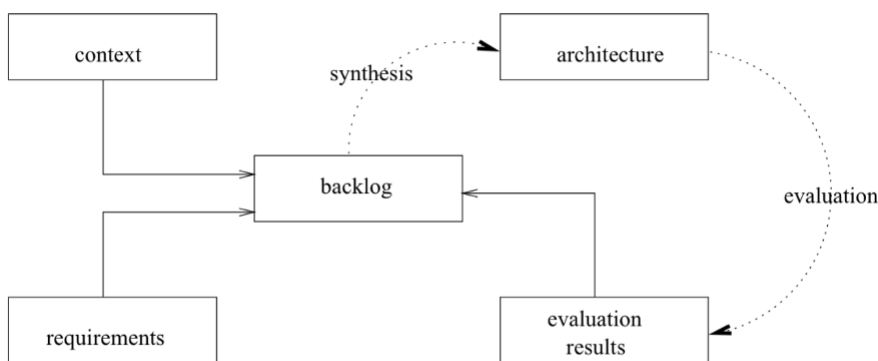 context
architecture
synthesis
backlog
evaluation
requirements
evaluation
results